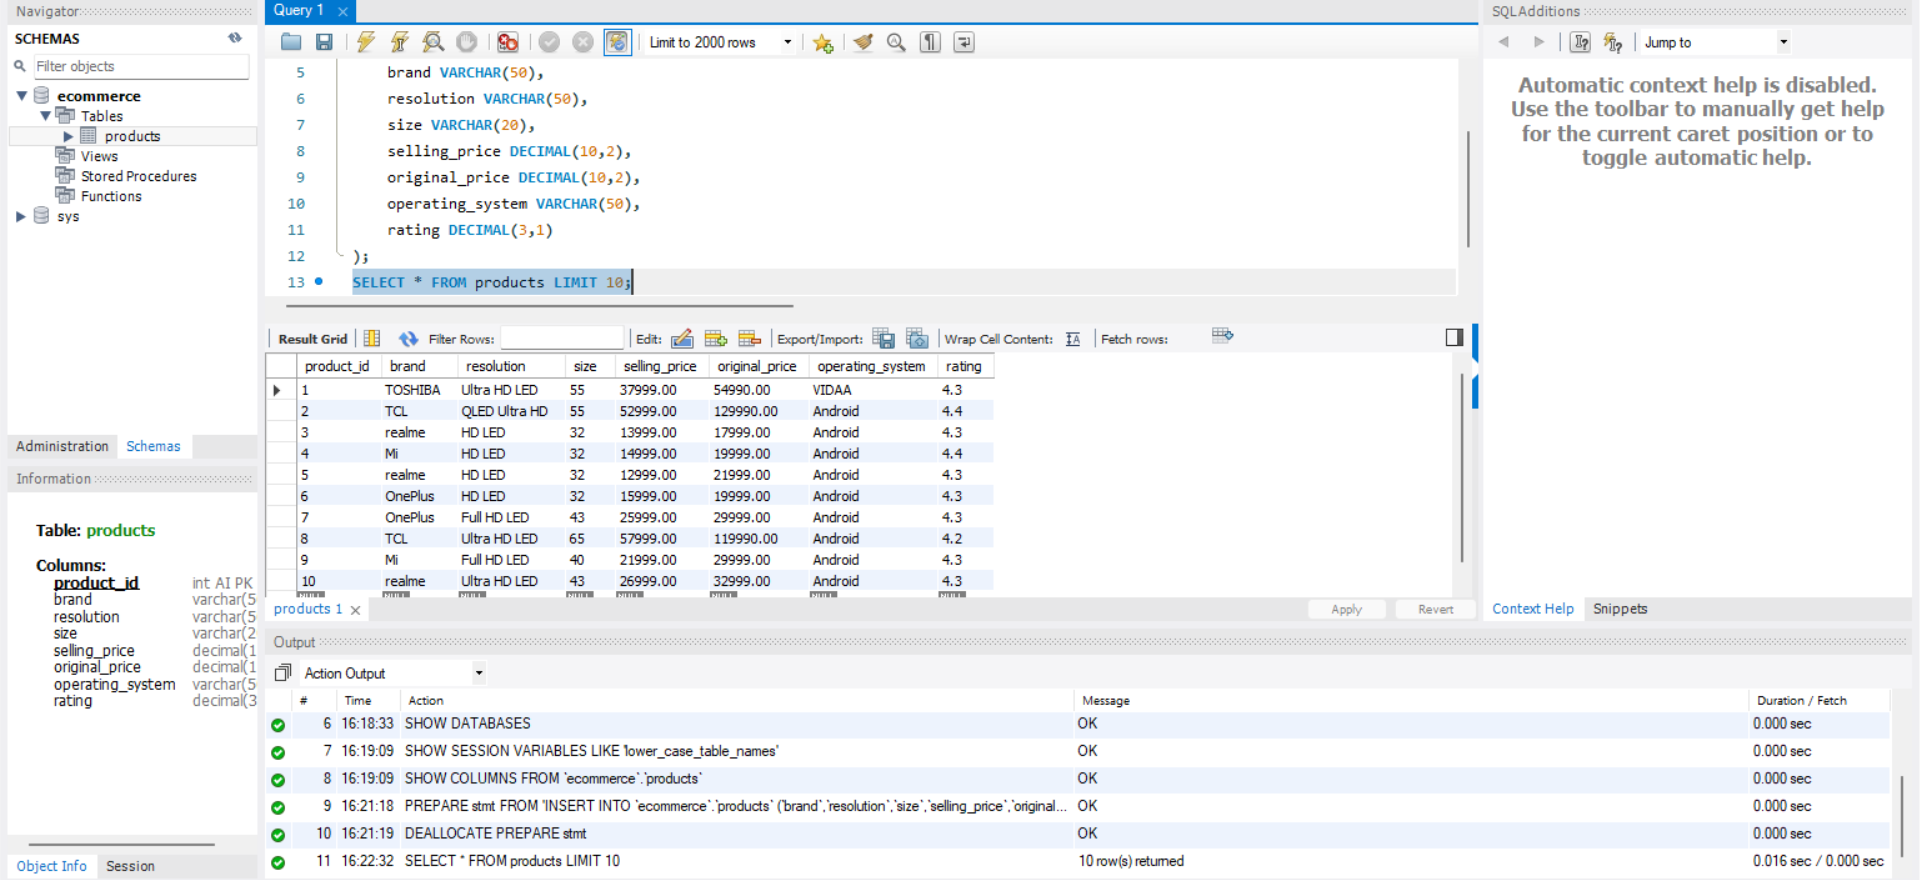 Navigator
SCHEMAS
Filter objects
ecommerce
Tables
products
Views
Stored Procedures
Functions
sys
Administration Schemas
Information
Table: products
Columns:
product_id int AI PK
brand varchar(5
resolution varchar(5
size varchar(2
selling_price decimal(1
original_price decimal(1
operating_system varchar(5
rating decimal(3
Object Info Session
Query 1
Limit to 2000 rows
5 brand VARCHAR(50),
6 resolution VARCHAR(50),
7 size VARCHAR(20),
8 selling_price DECIMAL(10,2),
9 original_price DECIMAL(10,2),
10 operating_system VARCHAR(50),
11 rating DECIMAL(3,1)
12 );
13 SELECT * FROM products LIMIT 10;
Result Grid Filter Rows: Edit: Export/Import: Wrap Cell Content: IA Fetch rows:
product_id brand resolution size selling_price original_price operating_system rating
1 TOSHIBA Ultra HD LED 55 37999.00 54990.00 VIDAA 4.3
2 TCL QLED Ultra HD 55 52999.00 129990.00 Android 4.4
3 realme HD LED 32 13999.00 17999.00 Android 4.3
4 Mi HD LED 32 14999.00 19999.00 Android 4.4
5 realme HD LED 32 12999.00 21999.00 Android 4.3
6 OnePlus HD LED 32 15999.00 19999.00 Android 4.3
7 OnePlus Full HD LED 43 25999.00 29999.00 Android 4.3
8 TCL Ultra HD LED 65 57999.00 119990.00 Android 4.2
9 Mi Full HD LED 40 21999.00 29999.00 Android 4.3
10 realme Ultra HD LED 43 26999.00 32999.00 Android 4.3
NULL NULL NULL NULL NULL NULL NULL NULL
products 1 Apply Revert
SQLAdditions
Jump to
Automatic context help is disabled.
Use the toolbar to manually get help
for the current caret position or to
toggle automatic help.
Context Help Snippets
Output
Action Output
# Time Action Message Duration / Fetch
6 16:18:33 SHOW DATABASES OK 0.000 sec
7 16:19:09 SHOW SESSION VARIABLES LIKE 'lower_case_table_names' OK 0.000 sec
8 16:19:09 SHOW COLUMNS FROM `ecommerce`.`products` OK 0.000 sec
9 16:21:18 PREPARE stmt FROM 'INSERT INTO `ecommerce`.`products` (`brand`,`resolution`,`size`,`selling_price`,`original... OK 0.000 sec
10 16:21:19 DEALLOCATE PREPARE stmt OK 0.000 sec
11 16:22:32 SELECT * FROM products LIMIT 10 10 row(s) returned 0.016 sec / 0.000 sec